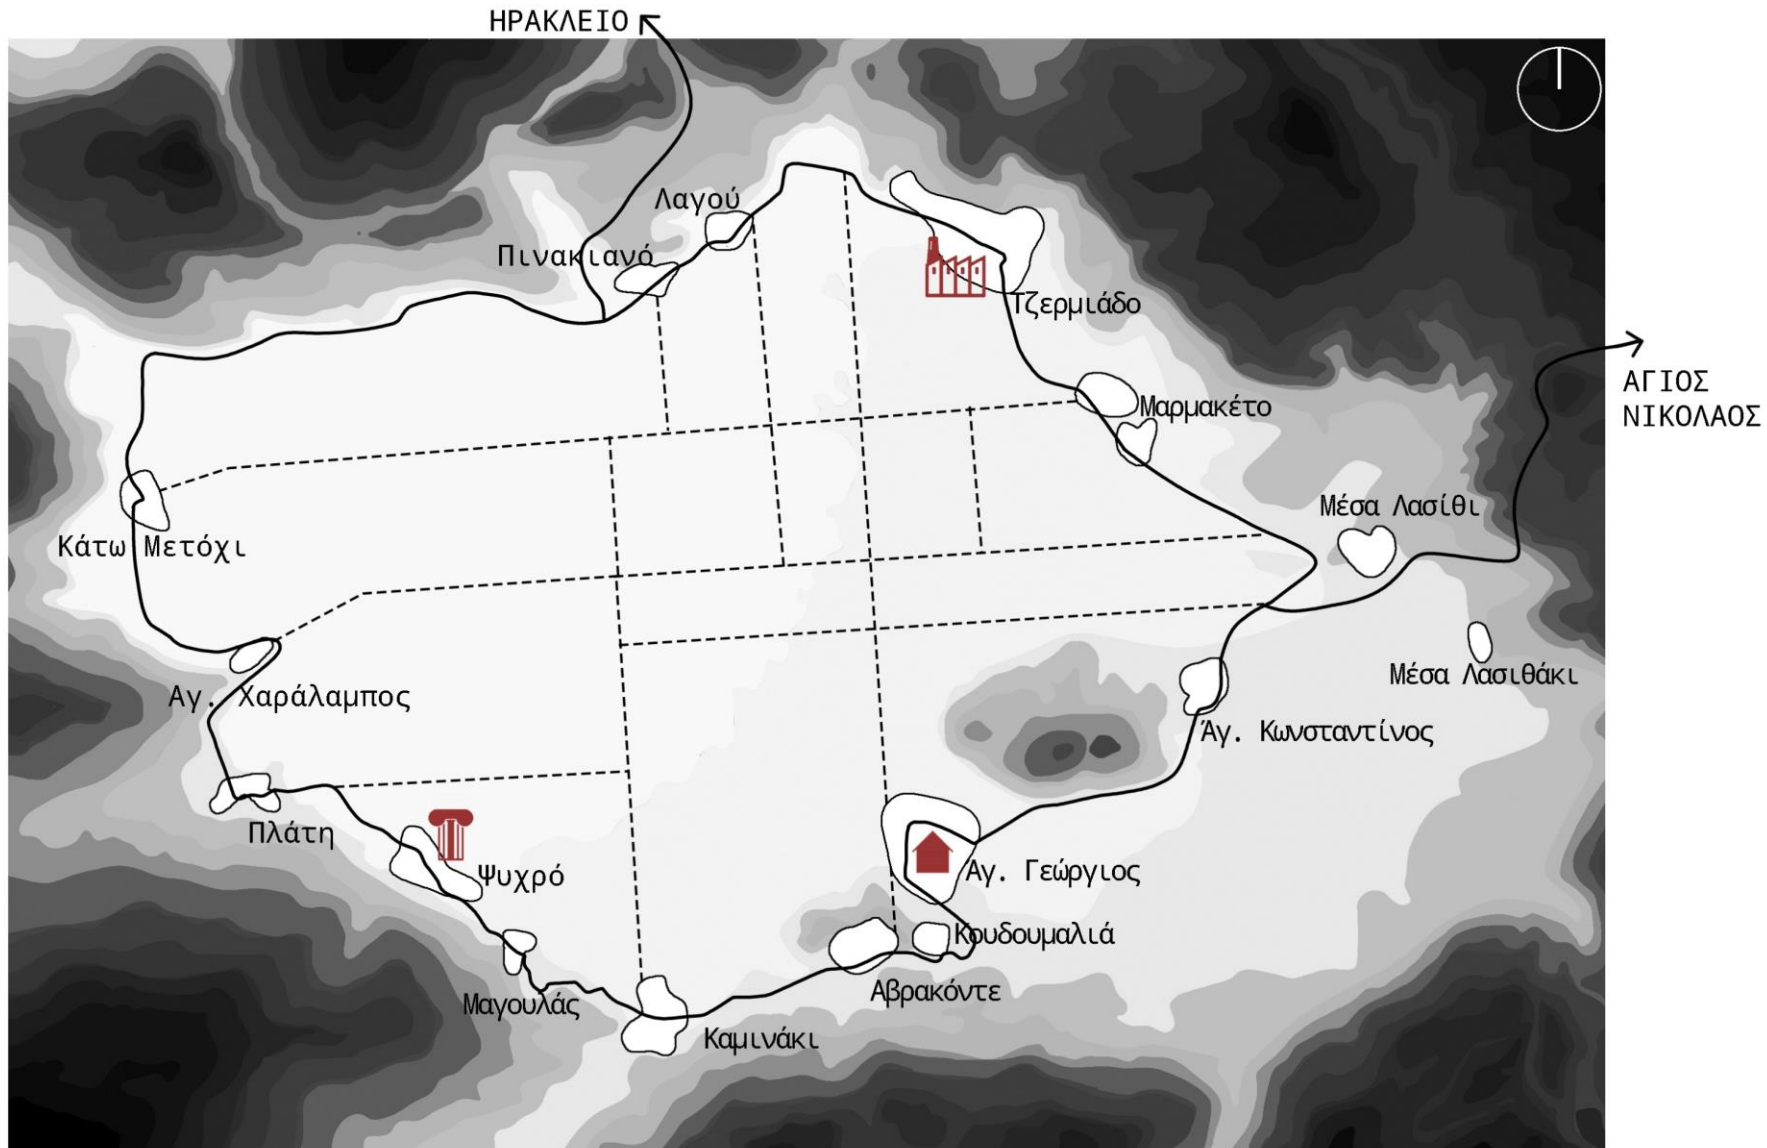 ΗΡΑΚΛΕΙΟ
Λαγού
Πινακιανό
Τζερμιάδο
ΑΓΙΟΣ
ΝΙΚΟΛΑΟΣ
Μαρμακέτο
Μέσα Λασίθι
Κάτω Μετόχι
Μέσα Λασιθάκι
Αγ. Χαράλαμπος
Άγ. Κωνσταντίνος
Πλάτη
Ψυχρό
Αγ. Γεώργιος
Κουδουμαλιά
Αβρακόντε
Μαγουλάς
Καμινάκι